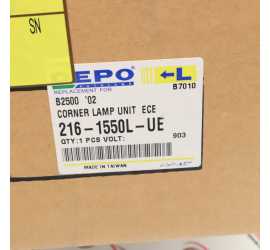 SN
EPO
REPLACEMENT FOR
L
B7010
B2500 '02
CORNER LAMP UNIT ECE
216-1550L-UE
QTY:1 PCS VOLT:
903
MADE IN TAIWAN